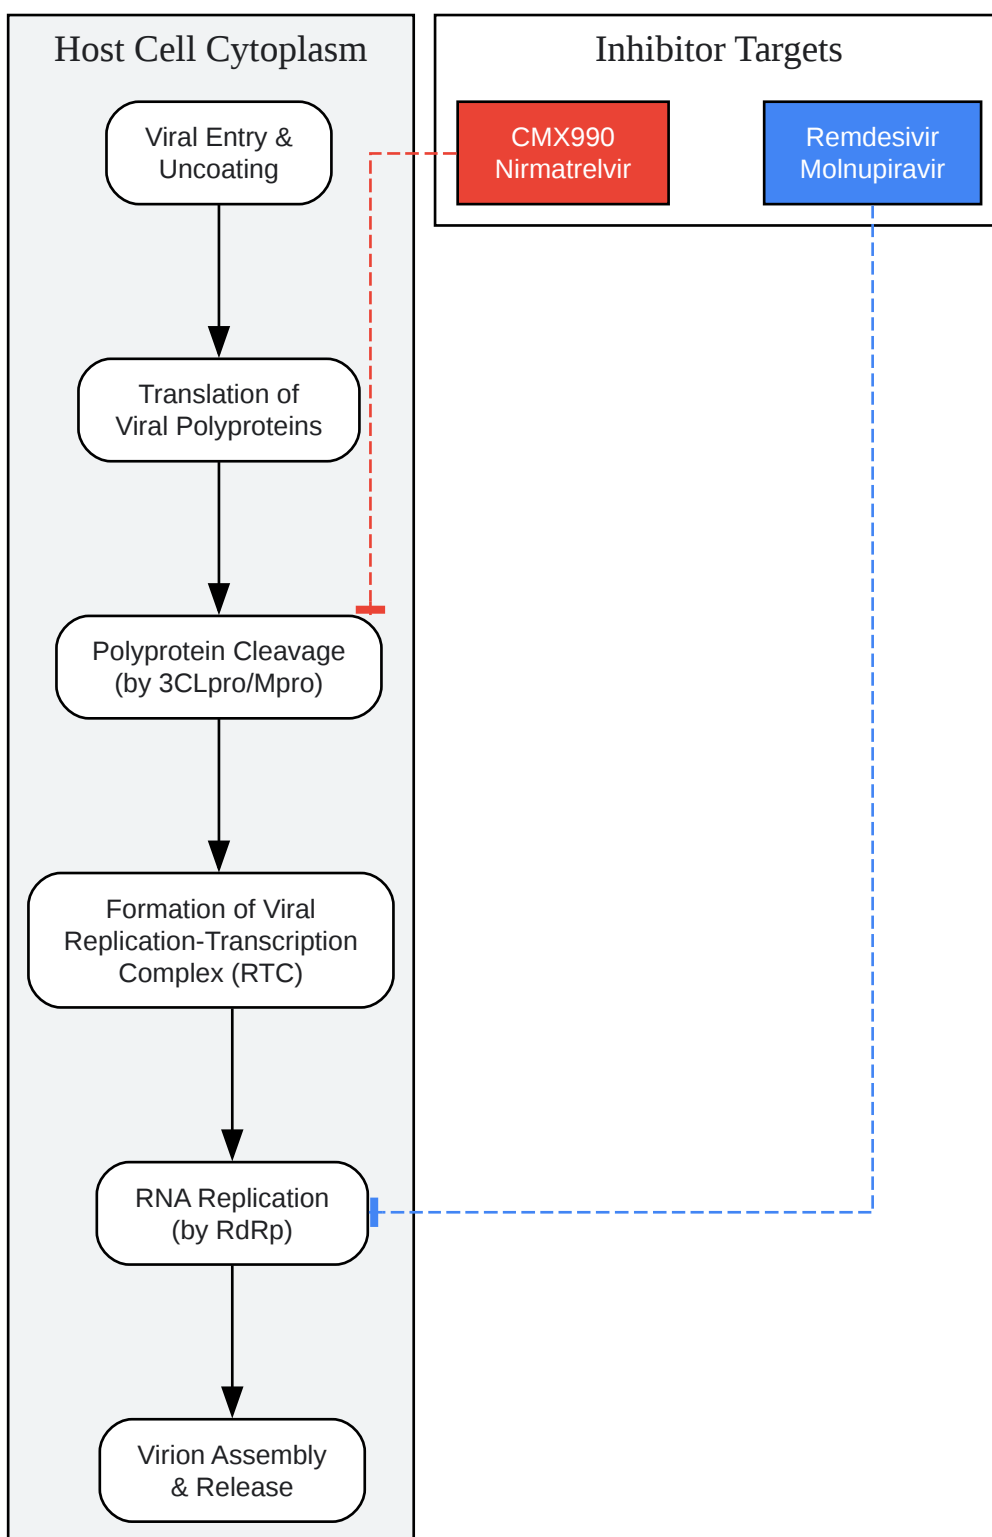 Host Cell Cytoplasm
Viral Entry &
Uncoating
Translation of
Viral Polyproteins
Polyprotein Cleavage
(by 3CLpro/Mpro)
Formation of Viral
Replication-Transcription
Complex (RTC)
RNA Replication
(by RdRp)
Virion Assembly
& Release
Inhibitor Targets
CMX990
Nirmatrelvir
Remdesivir
Molnupiravir